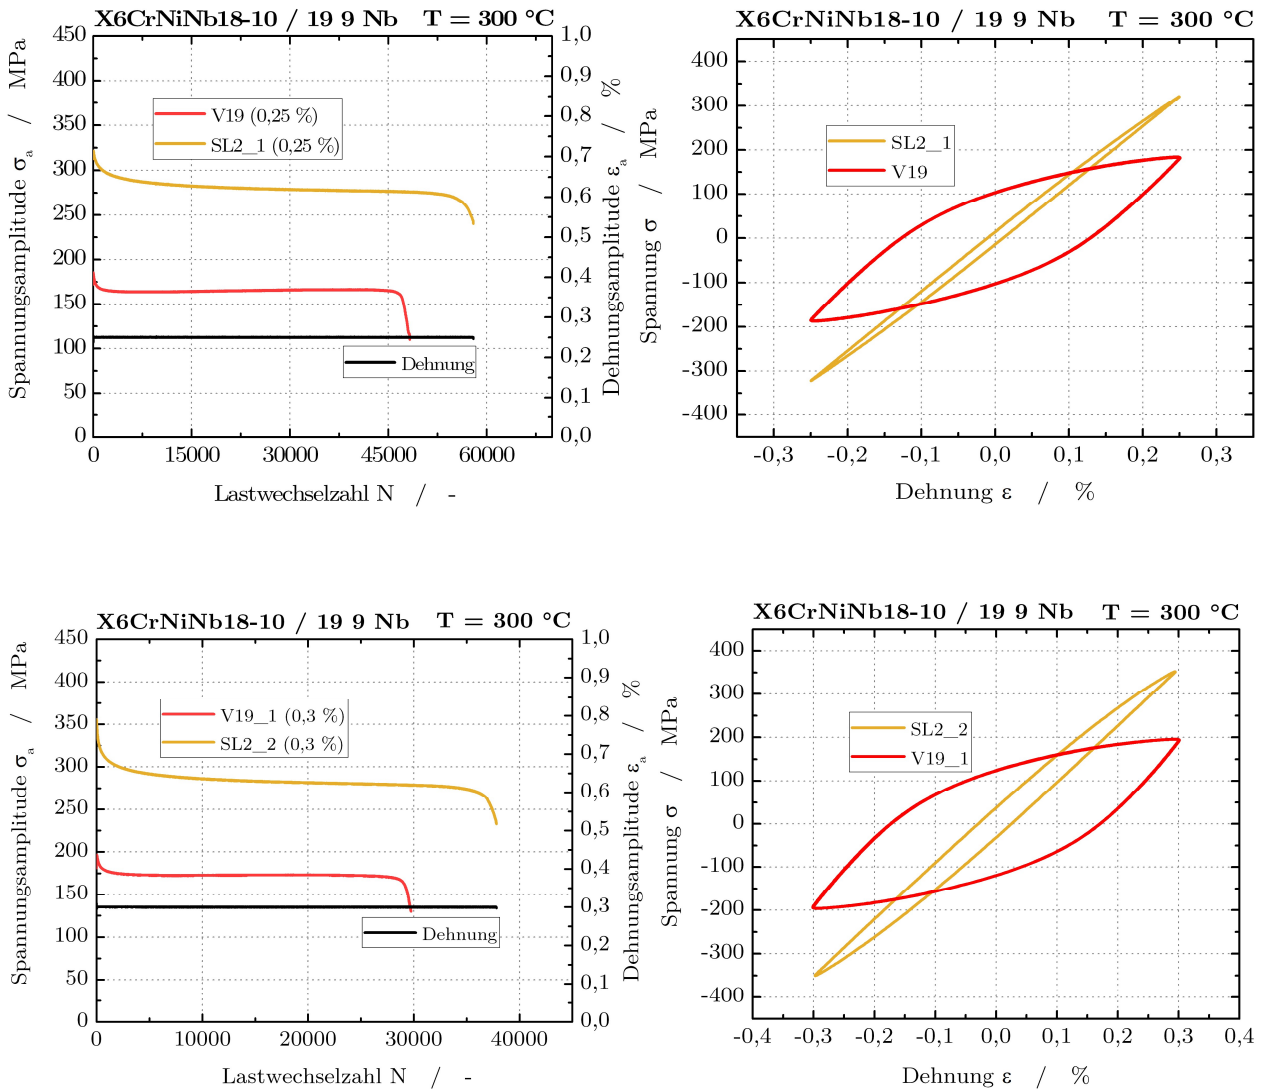 X6CrNiNb18-10 / 19 9 Nb T = 300 °C
Spannungsamplitude σa / MPa
450
400
350
300
250
200
150
100
50
0
V19 (0,25 %)
SL2_1 (0,25 %)
Dehnung
1,0
0,9
0,8
0,7
0,6
0,5
0,4
0,3
0,2
0,1
0,0
Dehnungsamplitude εa / %
0 15000 30000 45000 60000
Lastwechselzahl N / -
X6CrNiNb18-10 / 19 9 Nb T = 300 °C
Spannung σ / MPa
400
300
200
100
0
-100
-200
-300
-400
SL2_1
V19
-0,3 -0,2 -0,1 0,0 0,1 0,2 0,3
Dehnung ε / %
X6CrNiNb18-10 / 19 9 Nb T = 300 °C
Spannungsamplitude σa / MPa
450
400
350
300
250
200
150
100
50
0
V19_1 (0,3 %)
SL2_2 (0,3 %)
Dehnung
1,0
0,9
0,8
0,7
0,6
0,5
0,4
0,3
0,2
0,1
0,0
Dehnungsamplitude εa / %
0 10000 20000 30000 40000
Lastwechselzahl N / -
X6CrNiNb18-10 / 19 9 Nb T = 300 °C
Spannung σ / MPa
400
300
200
100
0
-100
-200
-300
-400
SL2_2
V19_1
-0,4 -0,3 -0,2 -0,1 0,0 0,1 0,2 0,3 0,4
Dehnung ε / %